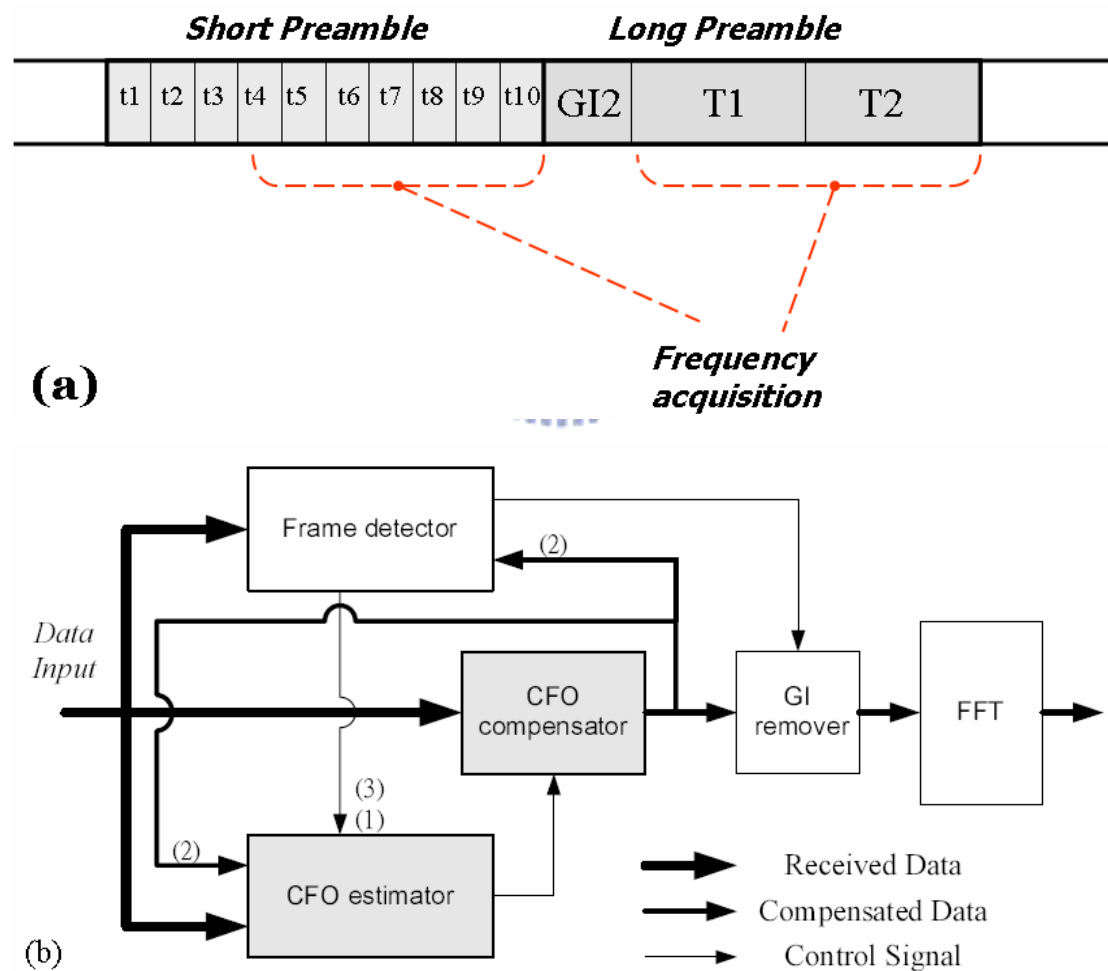 Short Preamble Long Preamble
t1 t2 t3 t4 t5 t6 t7 t8 t9 t10 GI2 T1 T2
Frequency
acquisition
(a)
Frame detector
(2)
Data
Input
CFO
compensator
GI
remover
FFT
(3)
(1)
(2)
CFO estimator
Received Data
Compensated Data
Control Signal
(b)